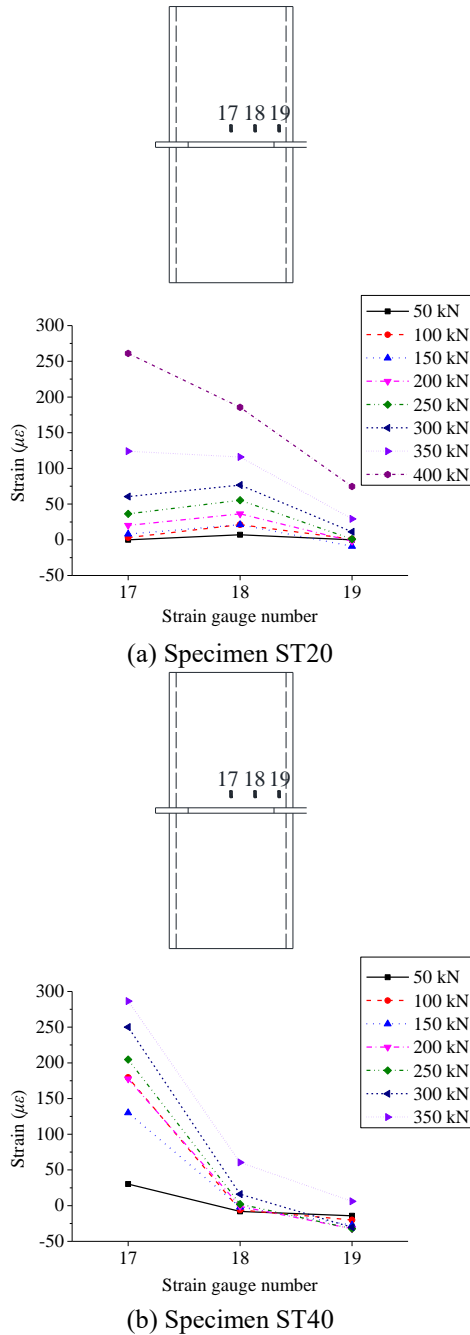 17 18 19
50 kN
100 kN
150 kN
200 kN
250 kN
300 kN
350 kN
400 kN
300
250
200
150
100
50
0
-50
Strain (με)
17 18 19
Strain gauge number
(a) Specimen ST20
17 18 19
50 kN
100 kN
150 kN
200 kN
250 kN
300 kN
350 kN
300
250
200
150
100
50
0
-50
Strain (με)
17 18 19
Strain gauge number
(b) Specimen ST40